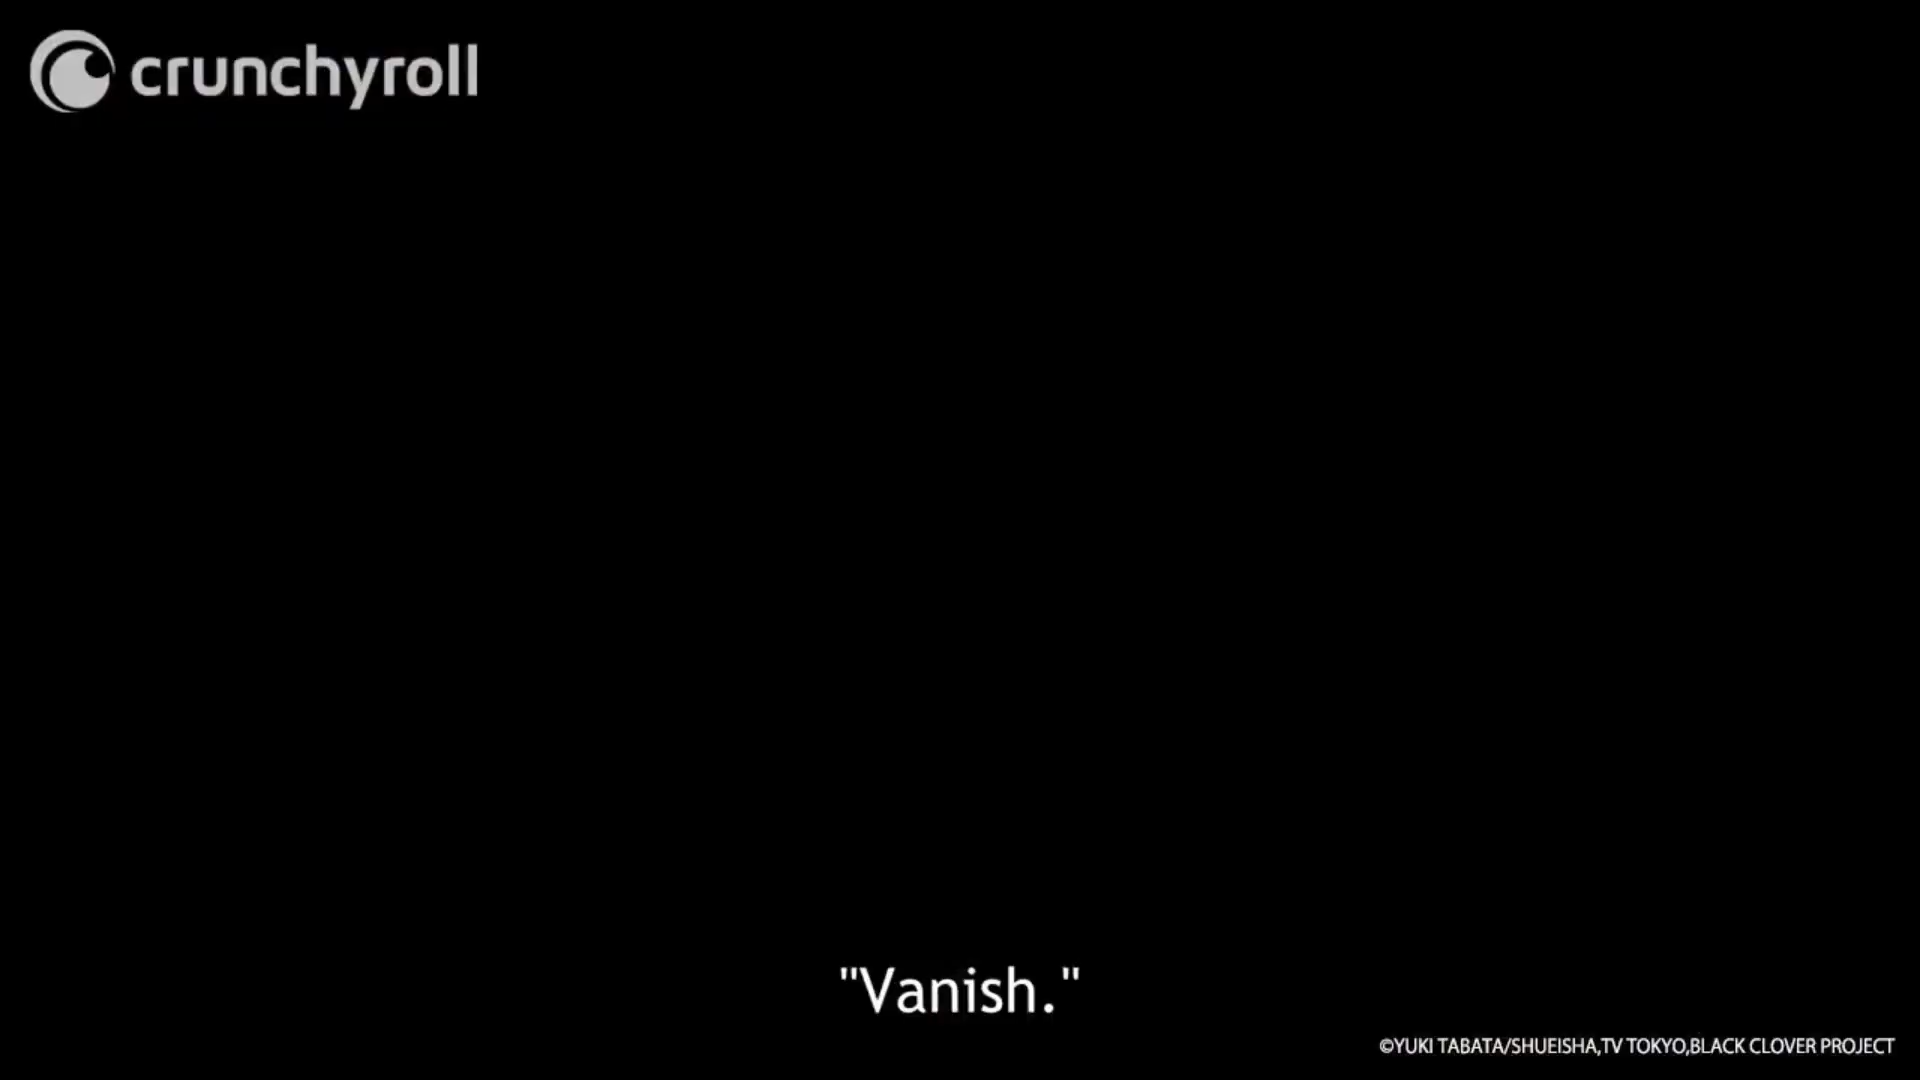 crunchyroll
"Vanish."
©YUKI TABATA/SHUEISHA,TV TOKYO,BLACK CLOVER PROJECT